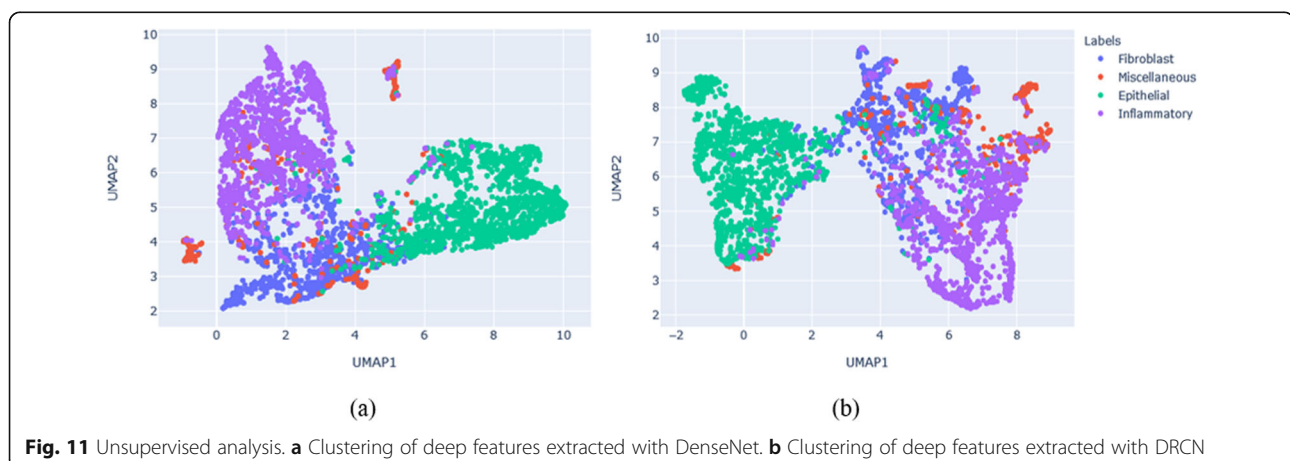 10
9
8
7
6
5
4
3
2
UMAP2
0
2
4
6
8
10
UMAP1
(a)
10
9
8
7
6
5
4
3
2
UMAP2
−2
0
2
4
6
8
UMAP1
(b)
Labels
Fibroblast
Miscellaneous
Epithelial
Inflammatory
Fig. 11 Unsupervised analysis. a Clustering of deep features extracted with DenseNet. b Clustering of deep features extracted with DRCN